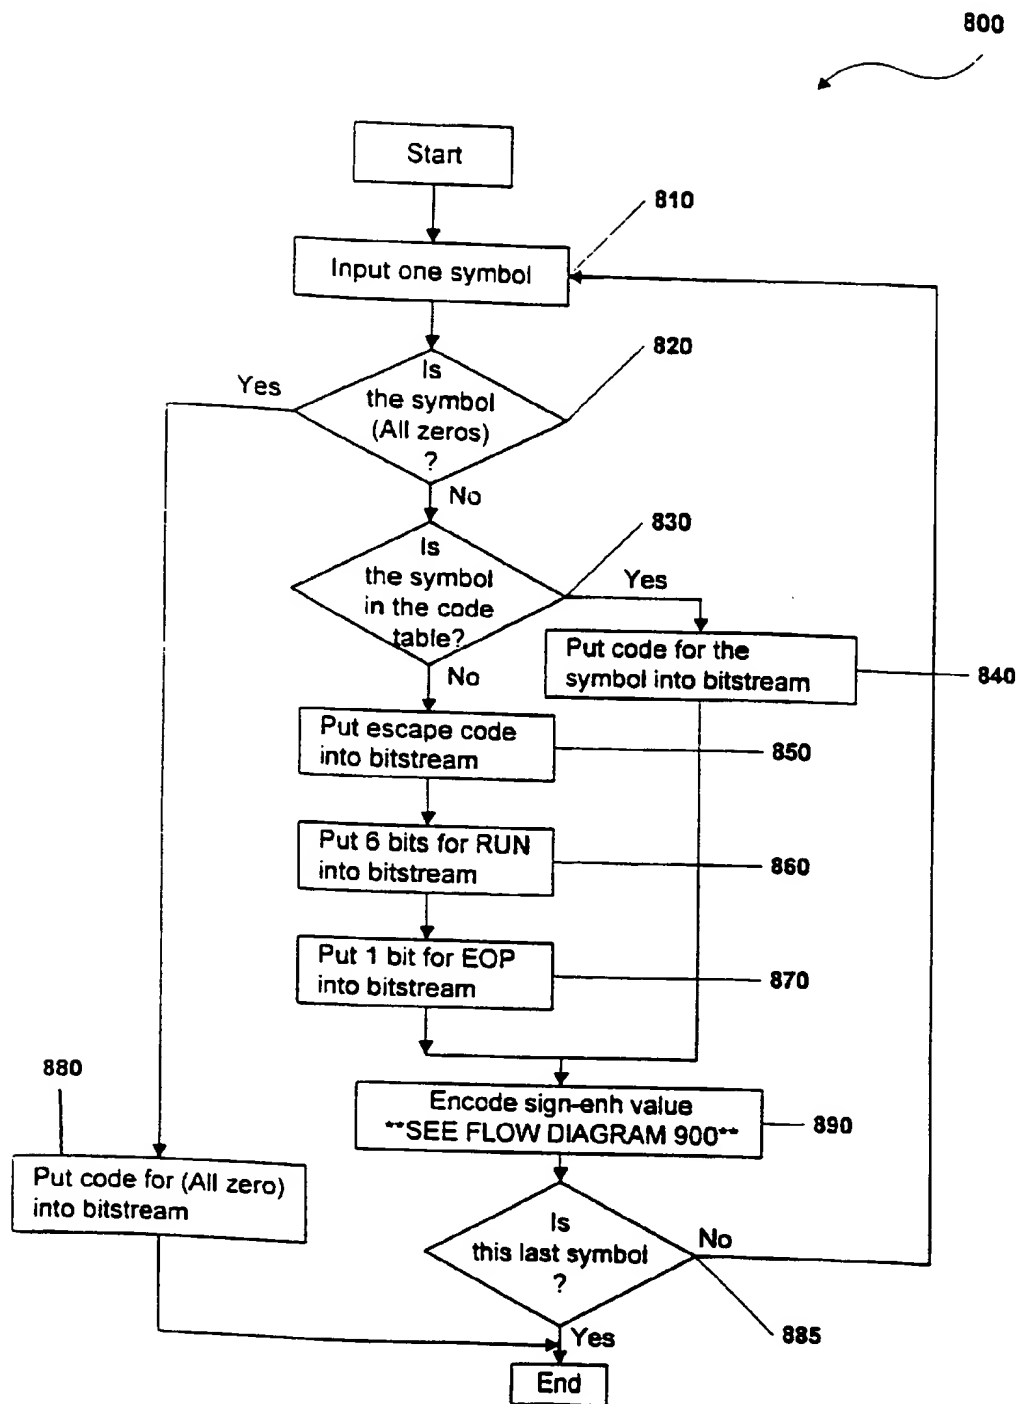 800
Start
810
Input one symbol
820
Is
the symbol
(All zeros)
?
Yes
No
830
Is
the symbol
in the code
table?
Yes
No
Put code for the
symbol into bitstream
840
Put escape code
into bitstream
850
Put 6 bits for RUN
into bitstream
860
Put 1 bit for EOP
into bitstream
870
880
Encode sign-enh value
**SEE FLOW DIAGRAM 900**
890
Put code for (All zero)
into bitstream
Is
this last symbol
?
No
885
Yes
End